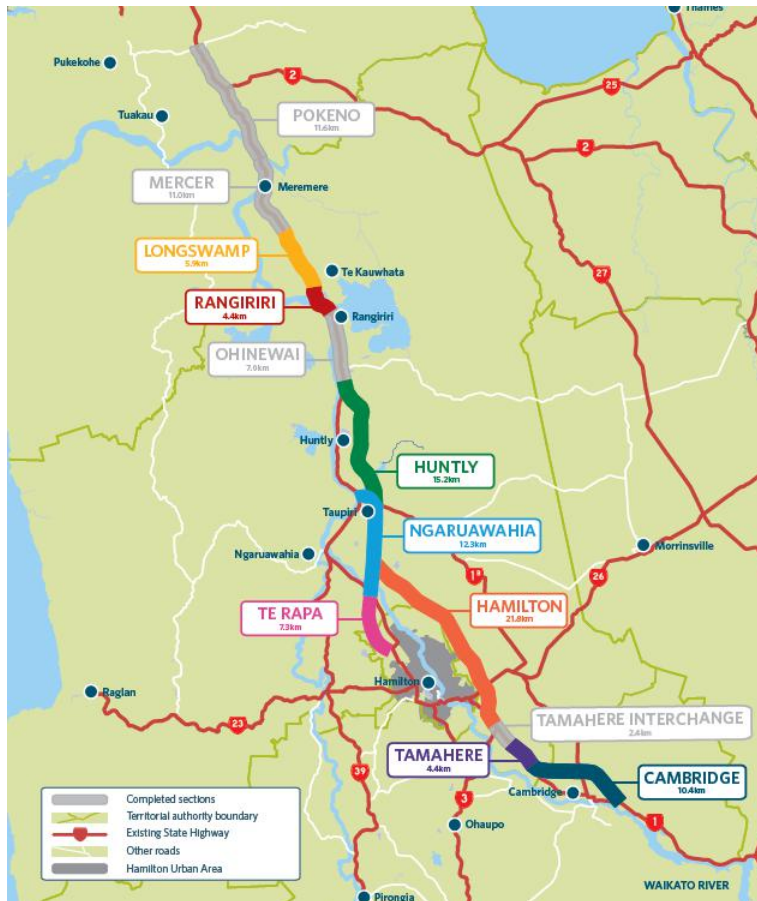 Thames
Pukekohe
2
25
Tuakau
POKENO
11.6km
2
MERCER
11.0km
Meremere
LONGSWAMP
5.9km
Te Kauwhata
27
RANGIRIRI
4.4km
Rangiriri
OHINEWAI
Huntly
HUNTLY
15.2km
Taupiri
NGARUAWAHIA
12.3km
Ngaruawahia
Morrinsville
1B
26
TE RAPA
7.3km
HAMILTON
21.8km
Raglan
Hamilton
23
TAMAHERE INTERCHANGE
2.4km
TAMAHERE
4.4km
39
CAMBRIDGE
10.4km
Cambridge
3
1
Ohaupo
Completed sections
Territorial authority boundary
Existing State Highway
Other roads
Hamilton Urban Area
WAIKATO RIVER
Pirongia